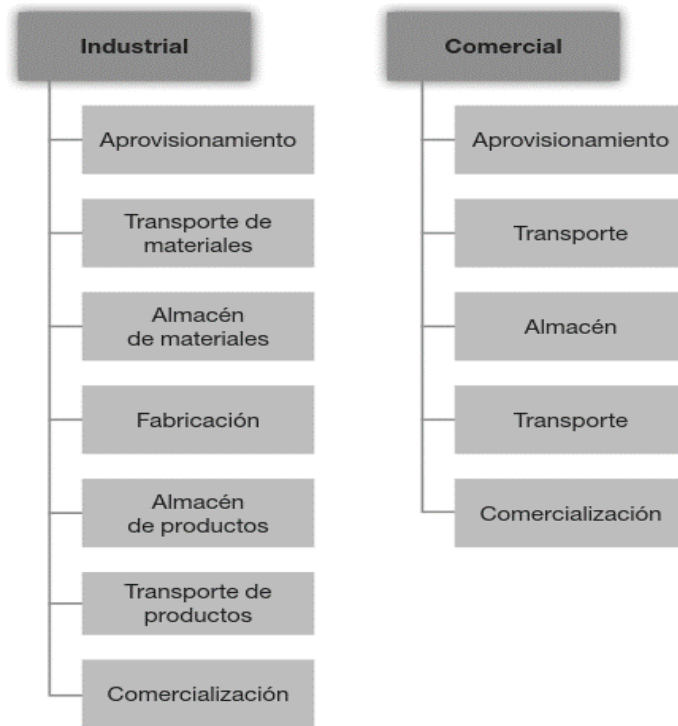 Industrial
Aprovisionamiento
Transporte de
materiales
Almacén
de materiales
Fabricación
Almacén
de productos
Transporte de
productos
Comercialización
Comercial
Aprovisionamiento
Transporte
Almacén
Transporte
Comercialización